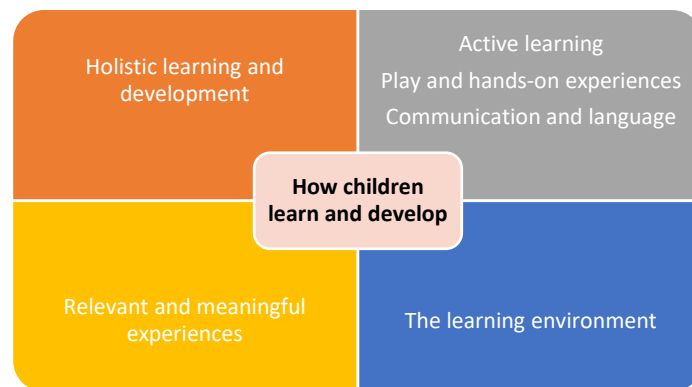 Holistic learning and
development
Active learning
Play and hands-on experiences
Communication and language
How children
learn and develop
Relevant and meaningful
experiences
The learning environment